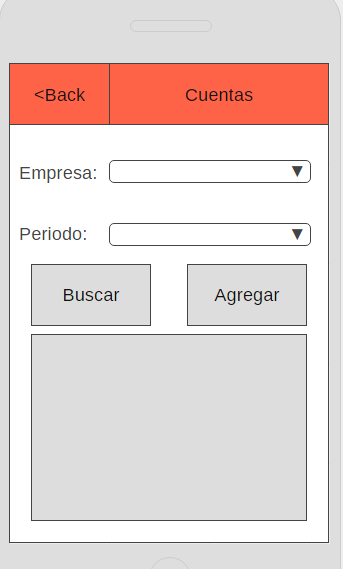 <Back
Cuentas
Empresa:
Periodo:
Buscar
Agregar